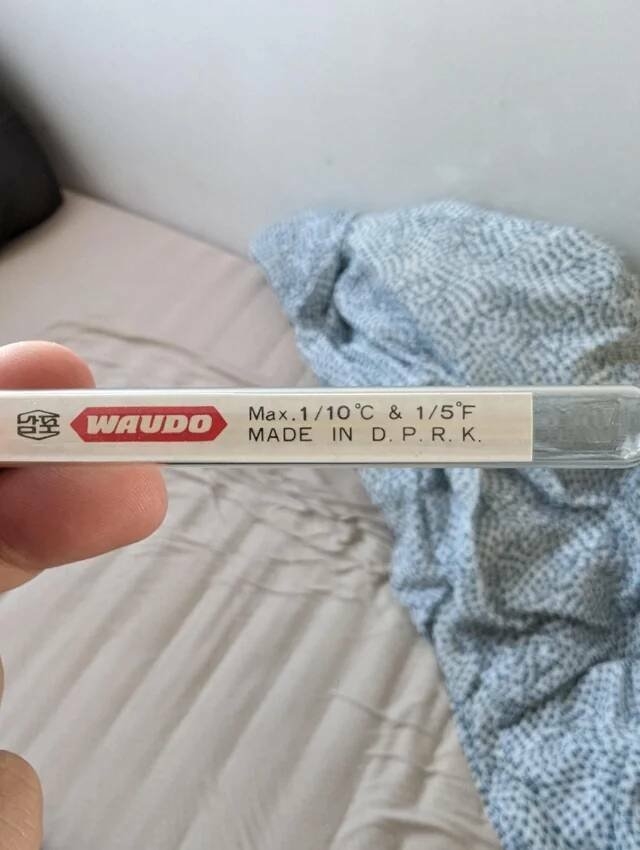 WAUDO
Max. 1/10°C & 1/5°F
MADE IN D. P. R. K.